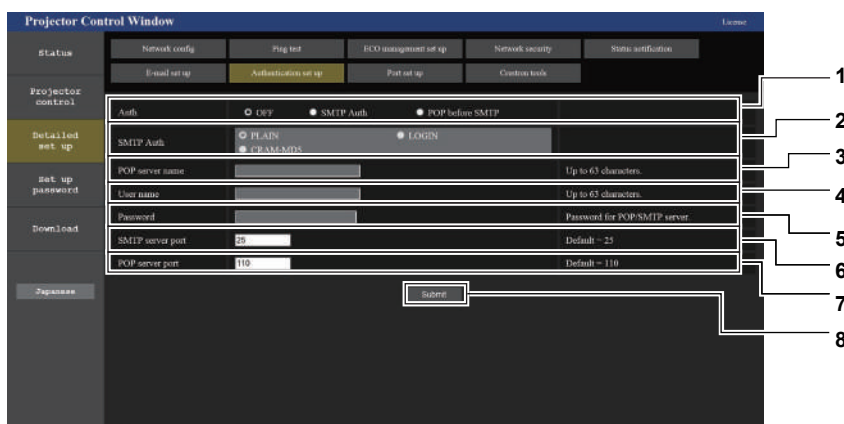 Projector Control Window License
Status Network config Ping test ECO management set up Network security Status notification
E-mail set up Authentication set up Port set up Crestron tools
Projector
control
Detailed
set up
Set up
password
Download
Japanese
Auth OFF SMTP Auth POP before SMTP
SMTP Auth PLAIN LOGIN
CRAM-MD5
POP server name Up to 63 characters.
User name Up to 63 characters.
Password Password for POP/SMTP server.
SMTP server port 25 Default = 25
POP server port 110 Default = 110
Submit
1
2
3
4
5
6
7
8